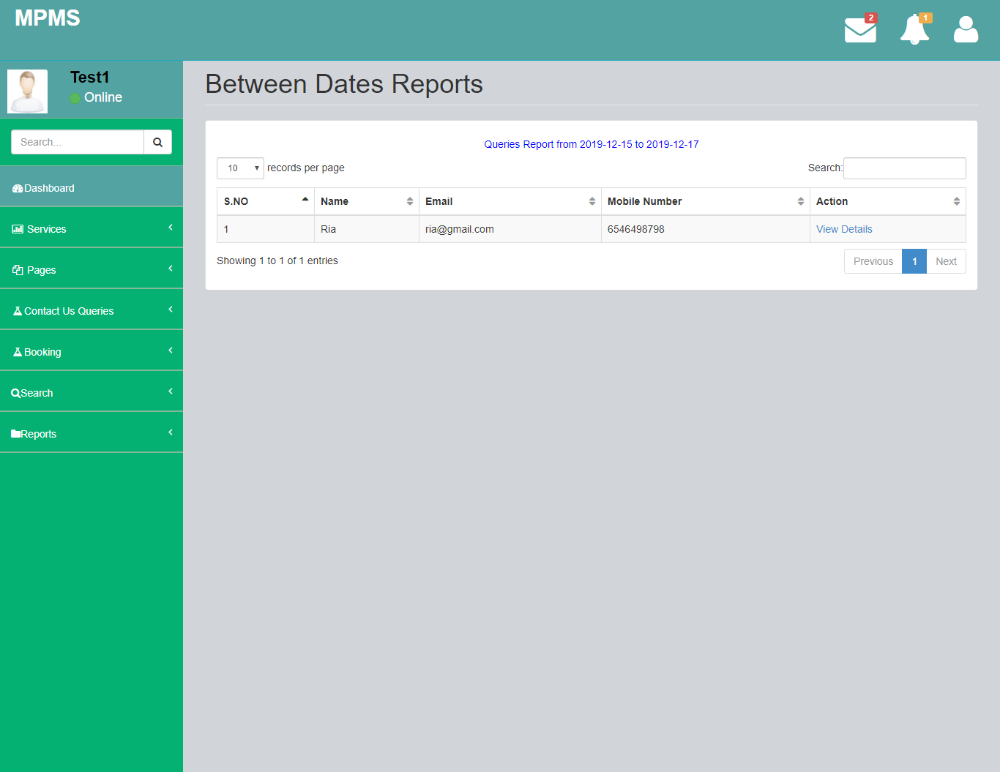 MPMS
2
1
Test1
Online
Search...
Dashboard
Services
Pages
Contact Us Queries
Booking
Search
Reports
Between Dates Reports
Queries Report from 2019-12-15 to 2019-12-17
10 records per page Search:
S.NO Name Email Mobile Number Action
1 Ria ria@gmail.com 6546498798 View Details
Showing 1 to 1 of 1 entries Previous 1 Next